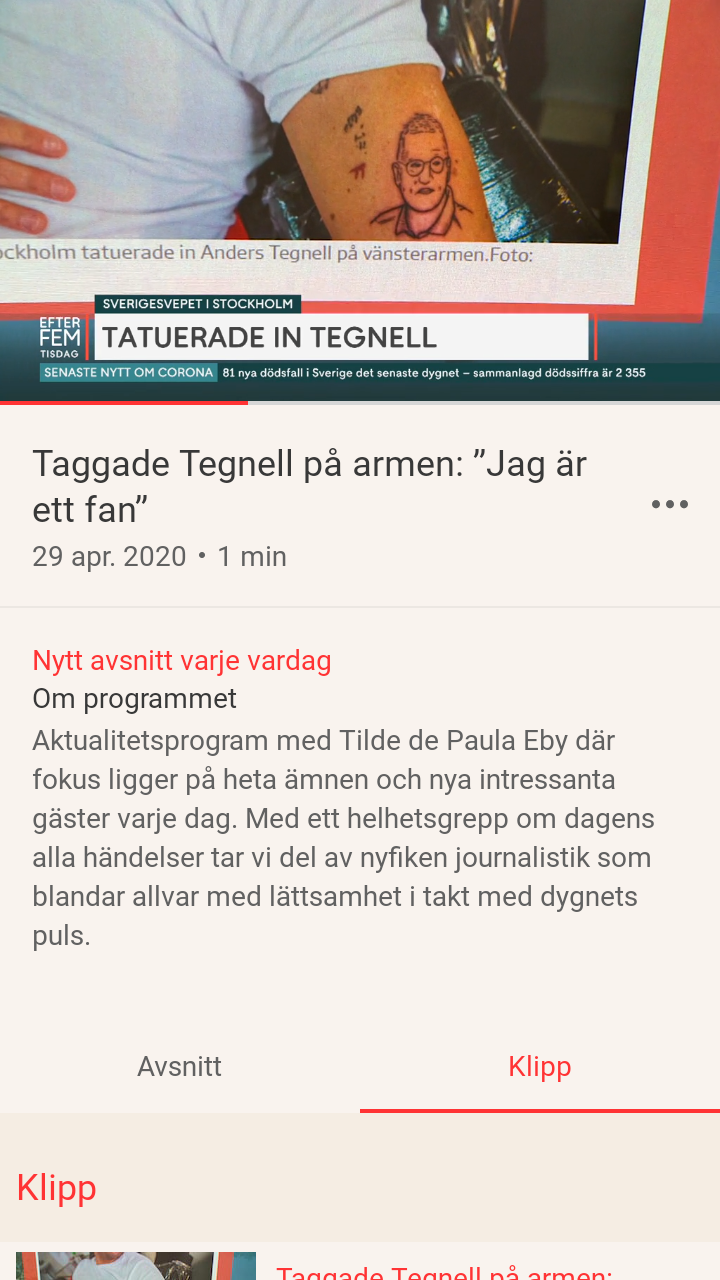 ockholm tatuerade in Anders Tegnell på vänsterarmen.Foto:
SVERIGESVEPET I STOCKHOLM
EFTER
FEM
TISDAG
TATUERADE IN TEGNELL
SENASTE NYTT OM CORONA 81 nya dödsfall i Sverige det senaste dygnet – sammanlagd dödssiffra är 2 355
Taggade Tegnell på armen: ”Jag är
ett fan”
29 apr. 2020 • 1 min
Nytt avsnitt varje vardag
Om programmet
Aktualitetsprogram med Tilde de Paula Eby där
fokus ligger på heta ämnen och nya intressanta
gäster varje dag. Med ett helhetsgrepp om dagens
alla händelser tar vi del av nyfiken journalistik som
blandar allvar med lättsamhet i takt med dygnets
puls.
Avsnitt
Klipp
Klipp
Taggade Tegnell på armen: